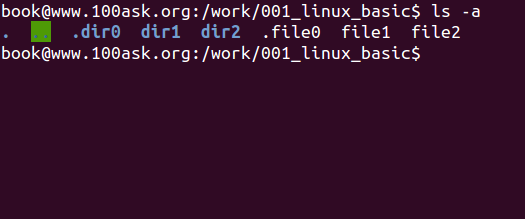 book@www.100ask.org:/work/001_linux_basic$ ls -a
.  ..  .dir0  dir1  dir2  .file0  file1  file2
book@www.100ask.org:/work/001_linux_basic$